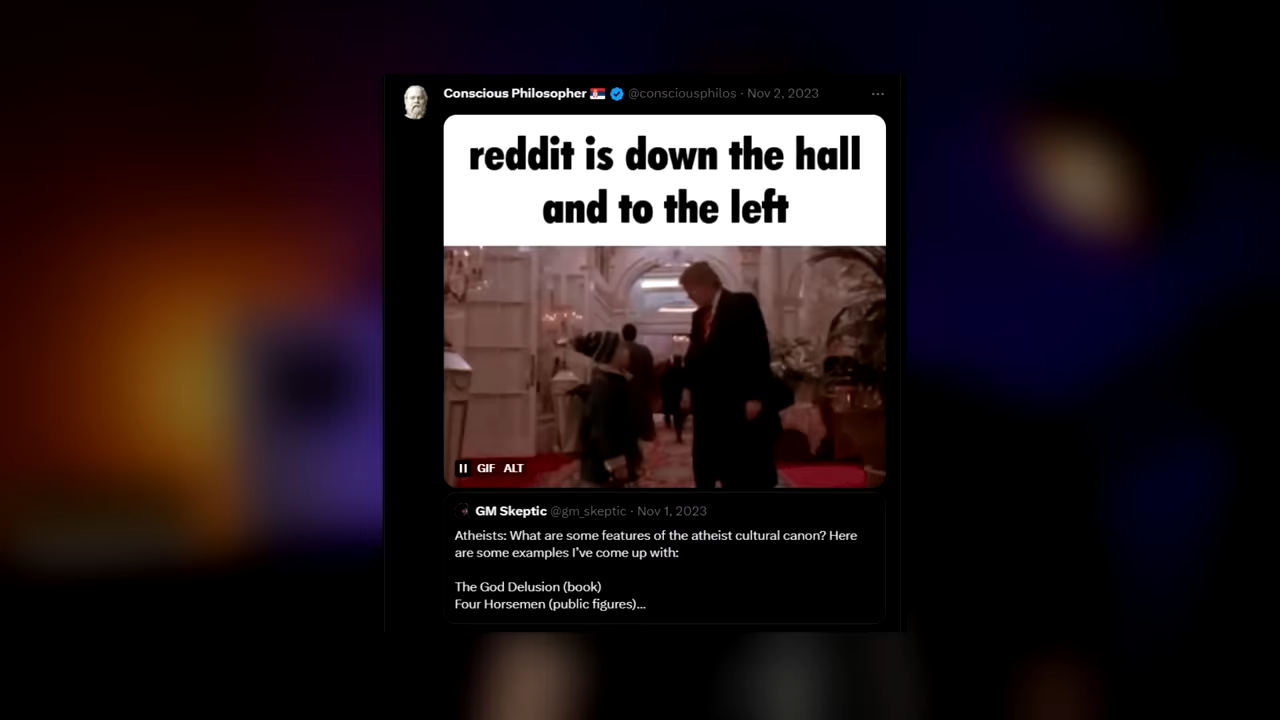 Conscious Philosopher 🇷🇸 @consciousphilos · Nov 2, 2023
reddit is down the hall
and to the left
GIF ALT
GM Skeptic @gm_skeptic · Nov 1, 2023
Atheists: What are some features of the atheist cultural canon? Here
are some examples I've come up with:
The God Delusion (book)
Four Horsemen (public figures)...